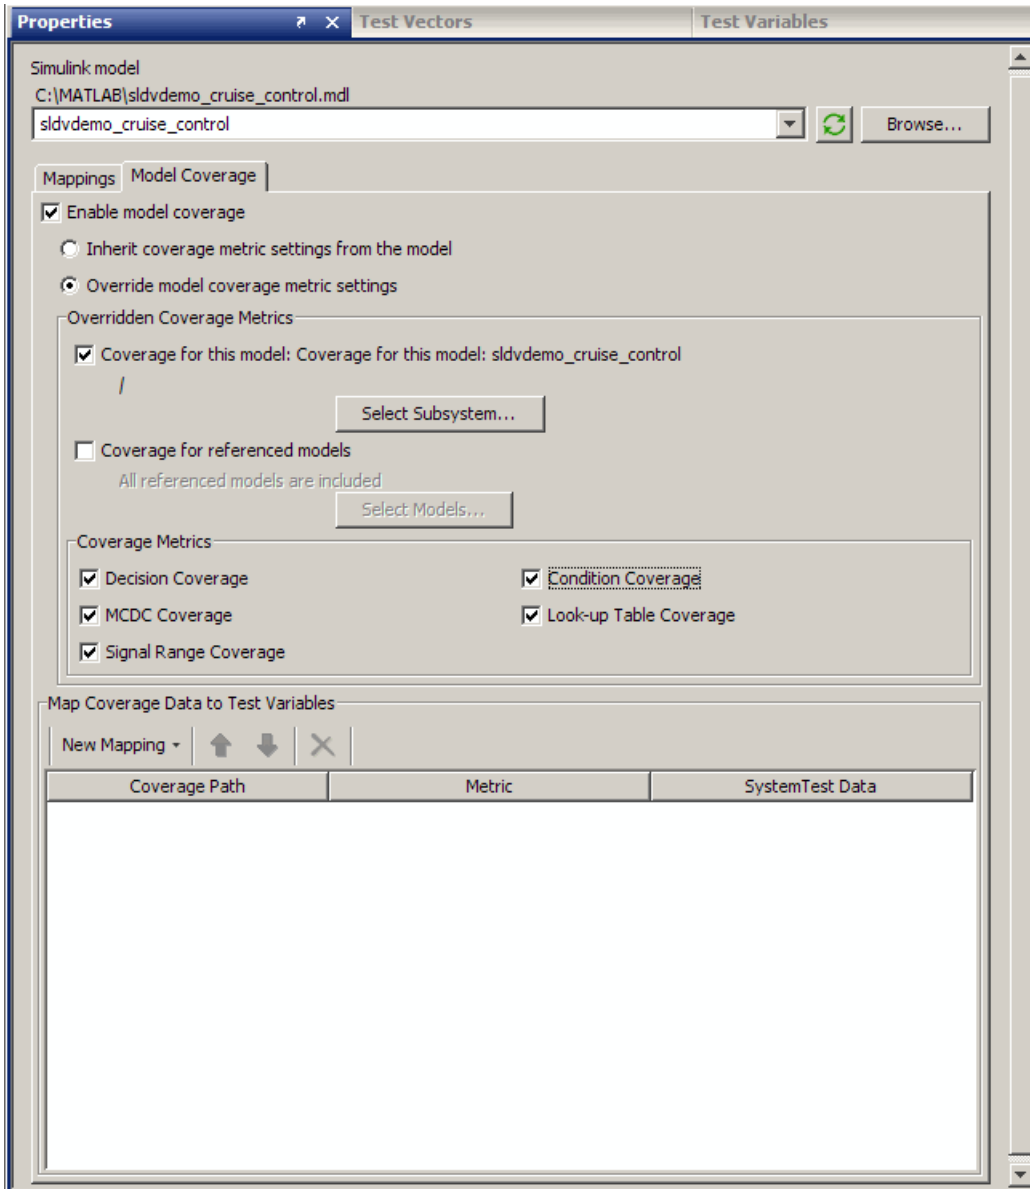 Properties Test Vectors Test Variables
Simulink model
C:\MATLAB\sldvdemo_cruise_control.mdl
sldvdemo_cruise_control Browse...
Mappings Model Coverage
Enable model coverage
Inherit coverage metric settings from the model
Override model coverage metric settings
Overridden Coverage Metrics
Coverage for this model: Coverage for this model: sldvdemo_cruise_control
/
Select Subsystem...
Coverage for referenced models
All referenced models are included
Select Models...
Coverage Metrics
Decision Coverage Condition Coverage
MCDC Coverage Look-up Table Coverage
Signal Range Coverage
Map Coverage Data to Test Variables
New Mapping
Coverage Path Metric SystemTest Data